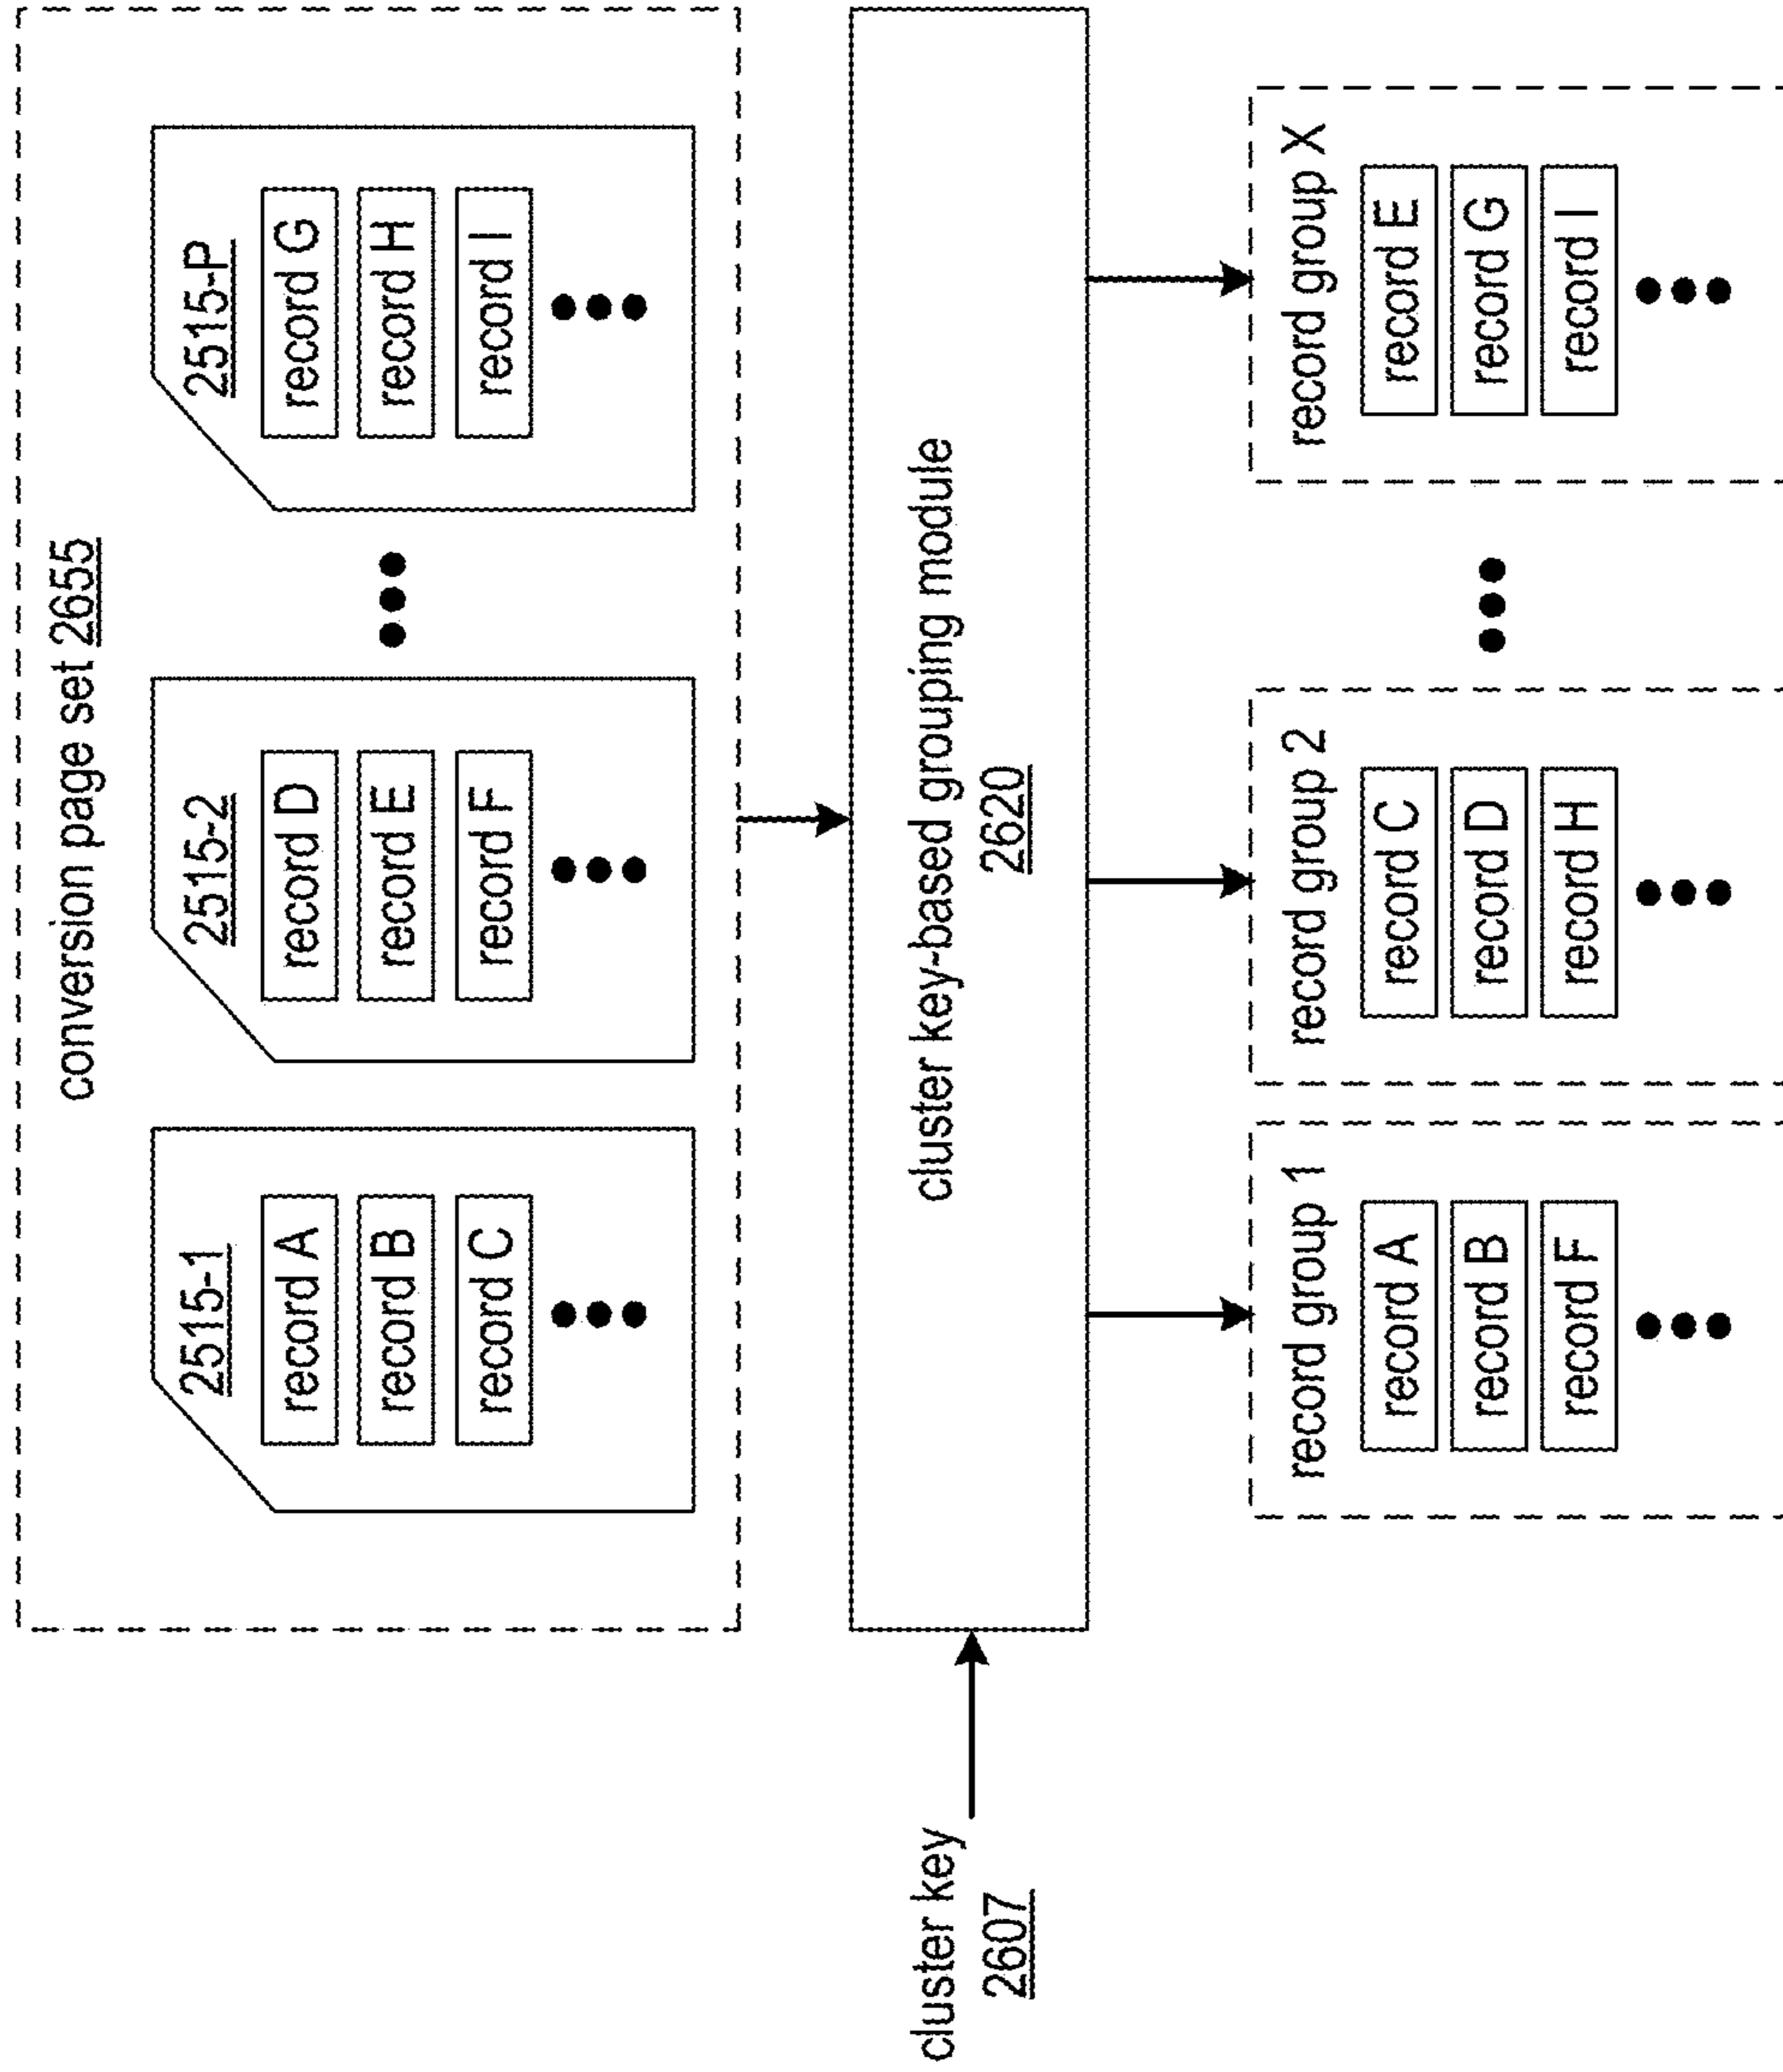 conversion page set 2655
2515-1
record A
record B
record C
2515-2
record D
record E
record F
2515-P
record G
record H
record I
cluster key
2607
cluster key-based grouping module
2620
record group 1
record A
record B
record F
record group 2
record C
record D
record H
record group X
record E
record G
record I